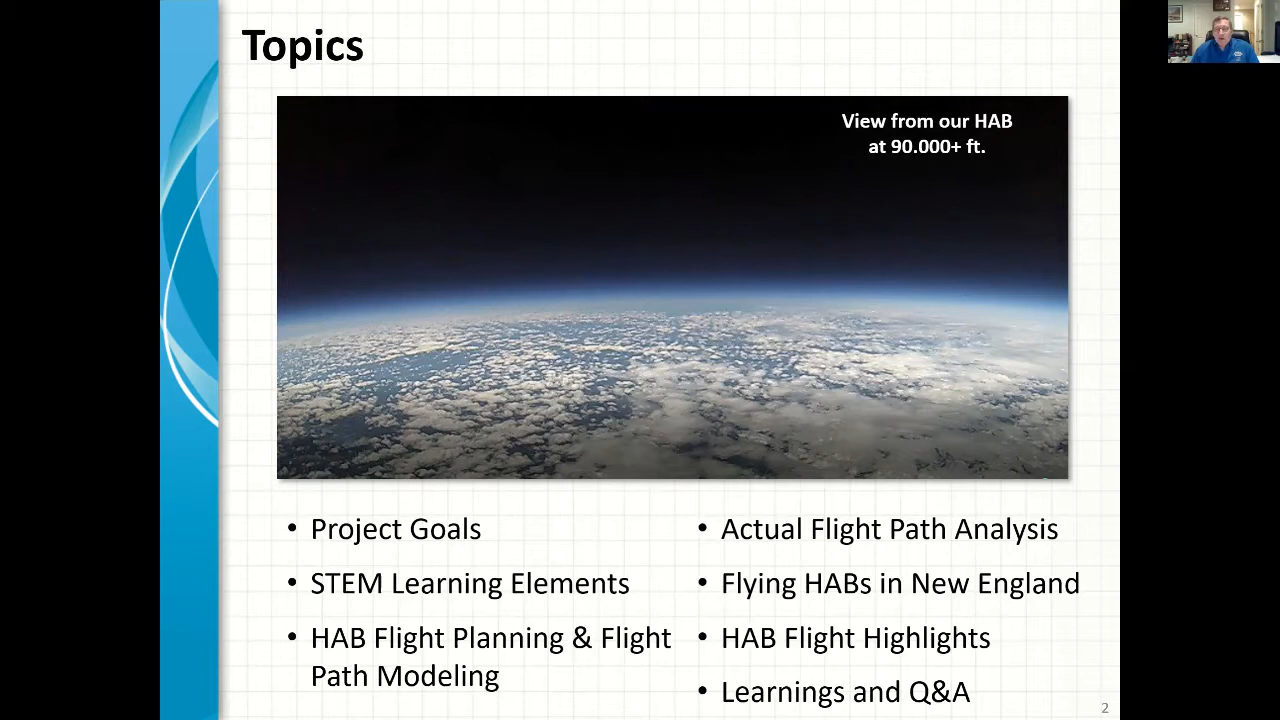 Topics
View from our HAB
at 90.000+ ft.
• Project Goals
• STEM Learning Elements
• HAB Flight Planning & Flight
Path Modeling
• Actual Flight Path Analysis
• Flying HABs in New England
• HAB Flight Highlights
• Learnings and Q&A
2